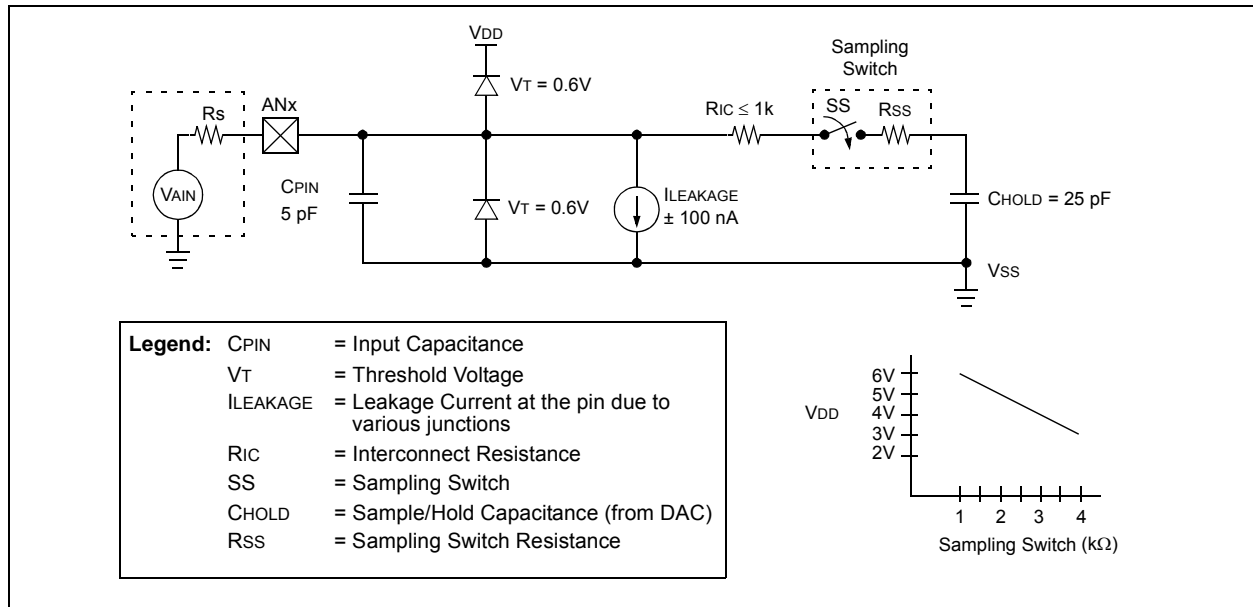 VDD
Sampling
Switch
VT = 0.6V
Rs
ANx
RIC ≤ 1k
SS
RSS
VAIN
CPIN
5 pF
VT = 0.6V
ILEAKAGE
± 100 nA
CHOLD = 25 pF
VSS
Legend: CPIN = Input Capacitance
VT = Threshold Voltage
ILEAKAGE = Leakage Current at the pin due to
various junctions
RIC = Interconnect Resistance
SS = Sampling Switch
CHOLD = Sample/Hold Capacitance (from DAC)
RSS = Sampling Switch Resistance
VDD
6V
5V
4V
3V
2V
1 2 3 4
Sampling Switch (kΩ)